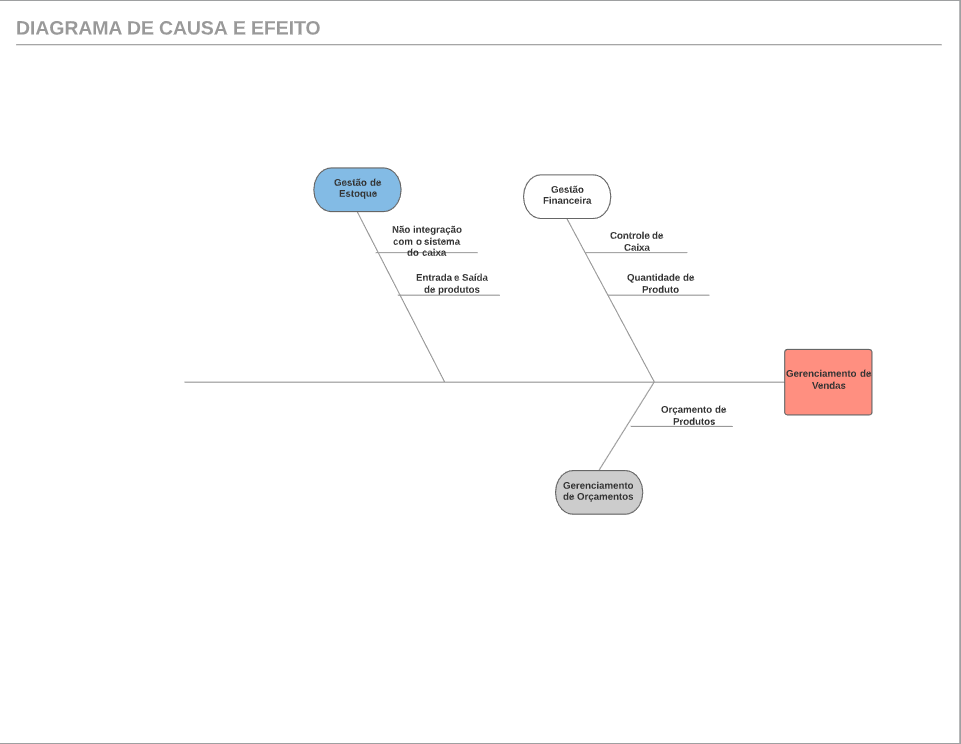 DIAGRAMA DE CAUSA E EFEITO
Gestão de
Estoque
Gestão
Financeira
Não integração
com o sistema
do caixa
Controle de
Caixa
Entrada e Saída
de produtos
Quantidade de
Produto
Gerenciamento de
Vendas
Orçamento de
Produtos
Gerenciamento
de Orçamentos